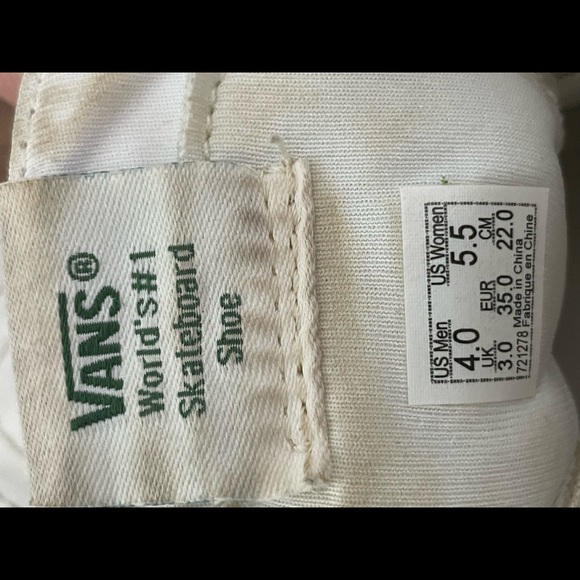 VANS®
World's #1
Skateboard
Shoe
US Men US Women
4.0 5.5
UK EUR CM
3.0 35.0 22.0
721278 Made in China
Fabriqué en Chine